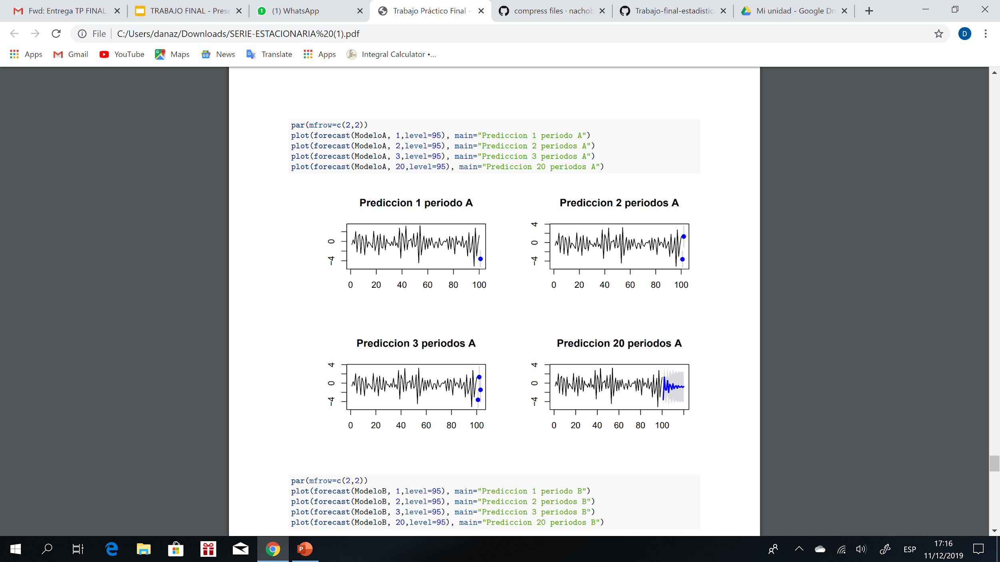 Fwd: Entrega TP FINAL
TRABAJO FINAL - Prese
(1) WhatsApp
Trabajo Práctico Final -
compress files · nachob
Trabajo-final-estadistica
Mi unidad - Google Dri
File
C:/Users/danaz/Downloads/SERIE-ESTACIONARIA%20(1).pdf
D
Apps
Gmail
YouTube
Maps
News
Translate
Apps
Integral Calculator •...
par(mfrow=c(2,2))
plot(forecast(ModeloA, 1,level=95), main="Prediccion 1 periodo A")
plot(forecast(ModeloA, 2,level=95), main="Prediccion 2 periodos A")
plot(forecast(ModeloA, 3,level=95), main="Prediccion 3 periodos A")
plot(forecast(ModeloA, 20,level=95), main="Prediccion 20 periodos A")
Prediccion 1 periodo A
0
−4
0 20 40 60 80 100
Prediccion 2 periodos A
4
0
−4
0 20 40 60 80 100
Prediccion 3 periodos A
4
0
−4
0 20 40 60 80 100
Prediccion 20 periodos A
4
0
−4
0 20 40 60 80 100
par(mfrow=c(2,2))
plot(forecast(ModeloB, 1,level=95), main="Prediccion 1 periodo B")
plot(forecast(ModeloB, 2,level=95), main="Prediccion 2 periodos B")
plot(forecast(ModeloB, 3,level=95), main="Prediccion 3 periodos B")
plot(forecast(ModeloB, 20,level=95), main="Prediccion 20 periodos B")
ESP
17:16
11/12/2019